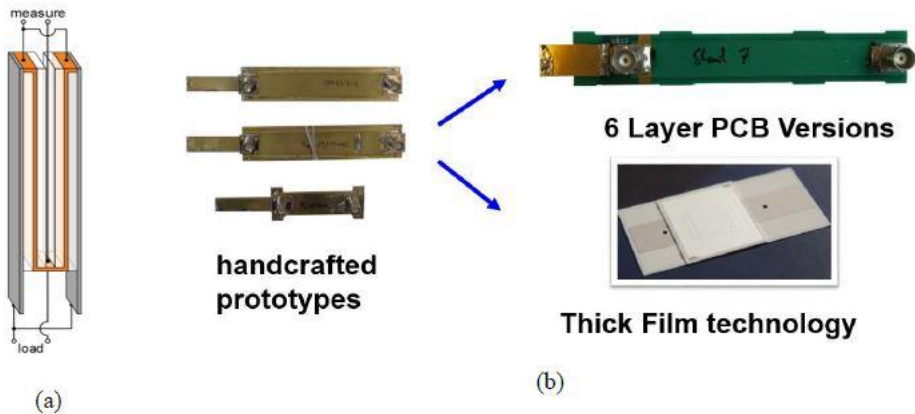 measure
load
(a)
handcrafted
prototypes
6 Layer PCB Versions
Thick Film technology
(b)